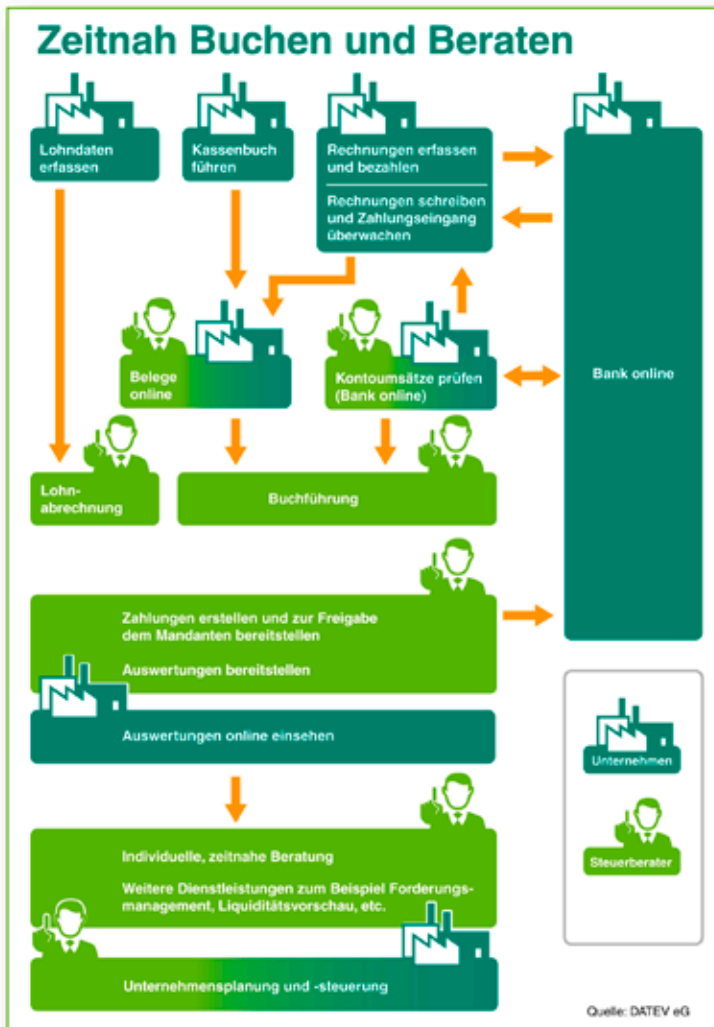 Zeitnah Buchen und Beraten
Lohndaten
erfassen
Kassenbuch
führen
Rechnungen erfassen
und bezahlen
Rechnungen schreiben
und Zahlungseingang
überwachen
Belege
online
Kontoumsätze prüfen
(Bank online)
Bank online
Lohn-
abrechnung
Buchführung
Zahlungen erstellen und zur Freigabe
dem Mandanten bereitstellen
Auswertungen bereitstellen
Auswertungen online einsehen
Unternehmen
Steuerberater
Individuelle, zeitnahe Beratung
Weitere Dienstleistungen zum Beispiel Forderungs-
management, Liquiditätsvorschau, etc.
Unternehmensplanung und -steuerung
Quelle: DATEV eG